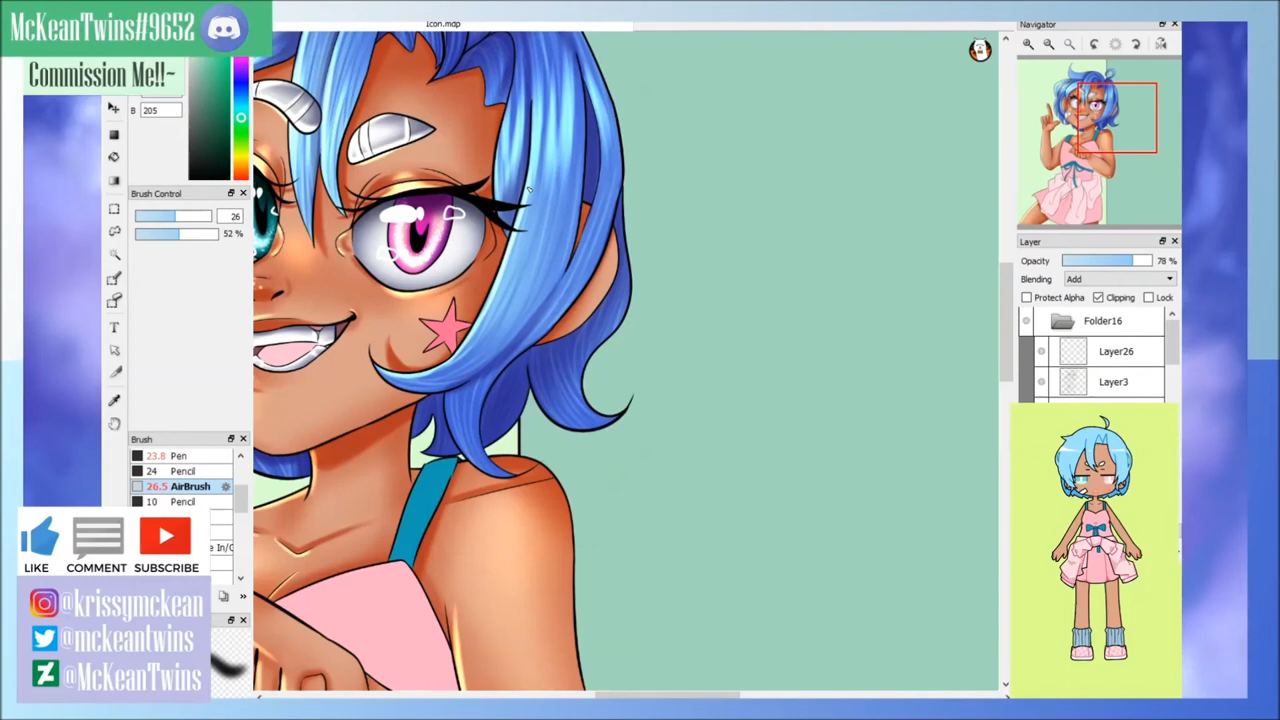 McKeanTwins#9652
Commission Me!!~
Icon.mdp
Navigator
B 205
Brush Control
26
52 %
Layer
Opacity 78 %
Blending Add
Protect Alpha Clipping Lock
Folder16
Layer26
Layer3
Brush
23.8 Pen
24 Pencil
26.5 AirBrush
10 Pencil
e In/O
LIKE COMMENT SUBSCRIBE
@krissymckean
@mckeantwins
@McKeanTwins